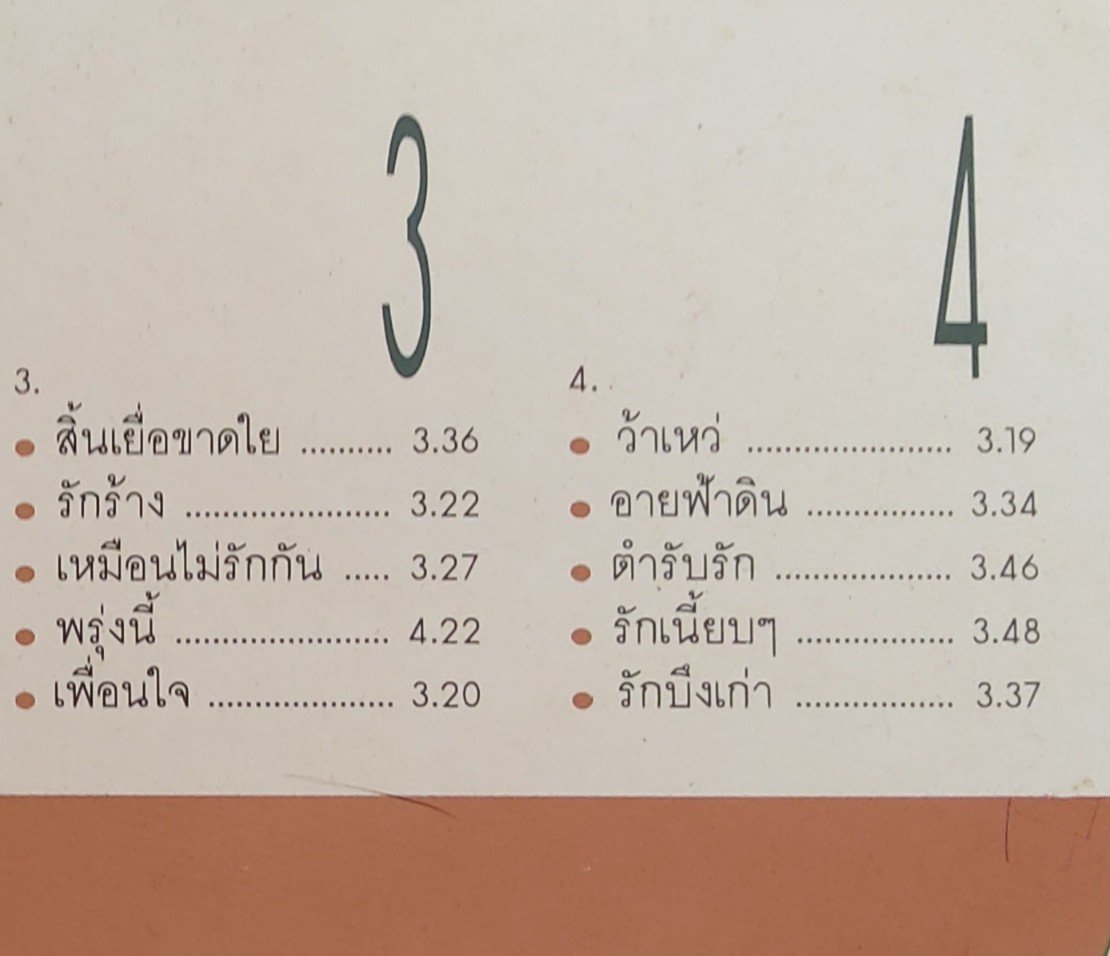 3
3.
• สิ้นเยื่อขาดใย .......... 3.36
• รักร้าง ...................... 3.22
• เหมือนไม่รักกัน ..... 3.27
• พรุ่งนี้ ....................... 4.22
• เพื่อนใจ .................... 3.20
4
4.
• ว้าเหว่ ...................... 3.19
• อายฟ้าดิน ................ 3.34
• ตำรับรัก ................... 3.46
• รักเนี้ยบๆ ................. 3.48
• รักบึงเก่า ................. 3.37